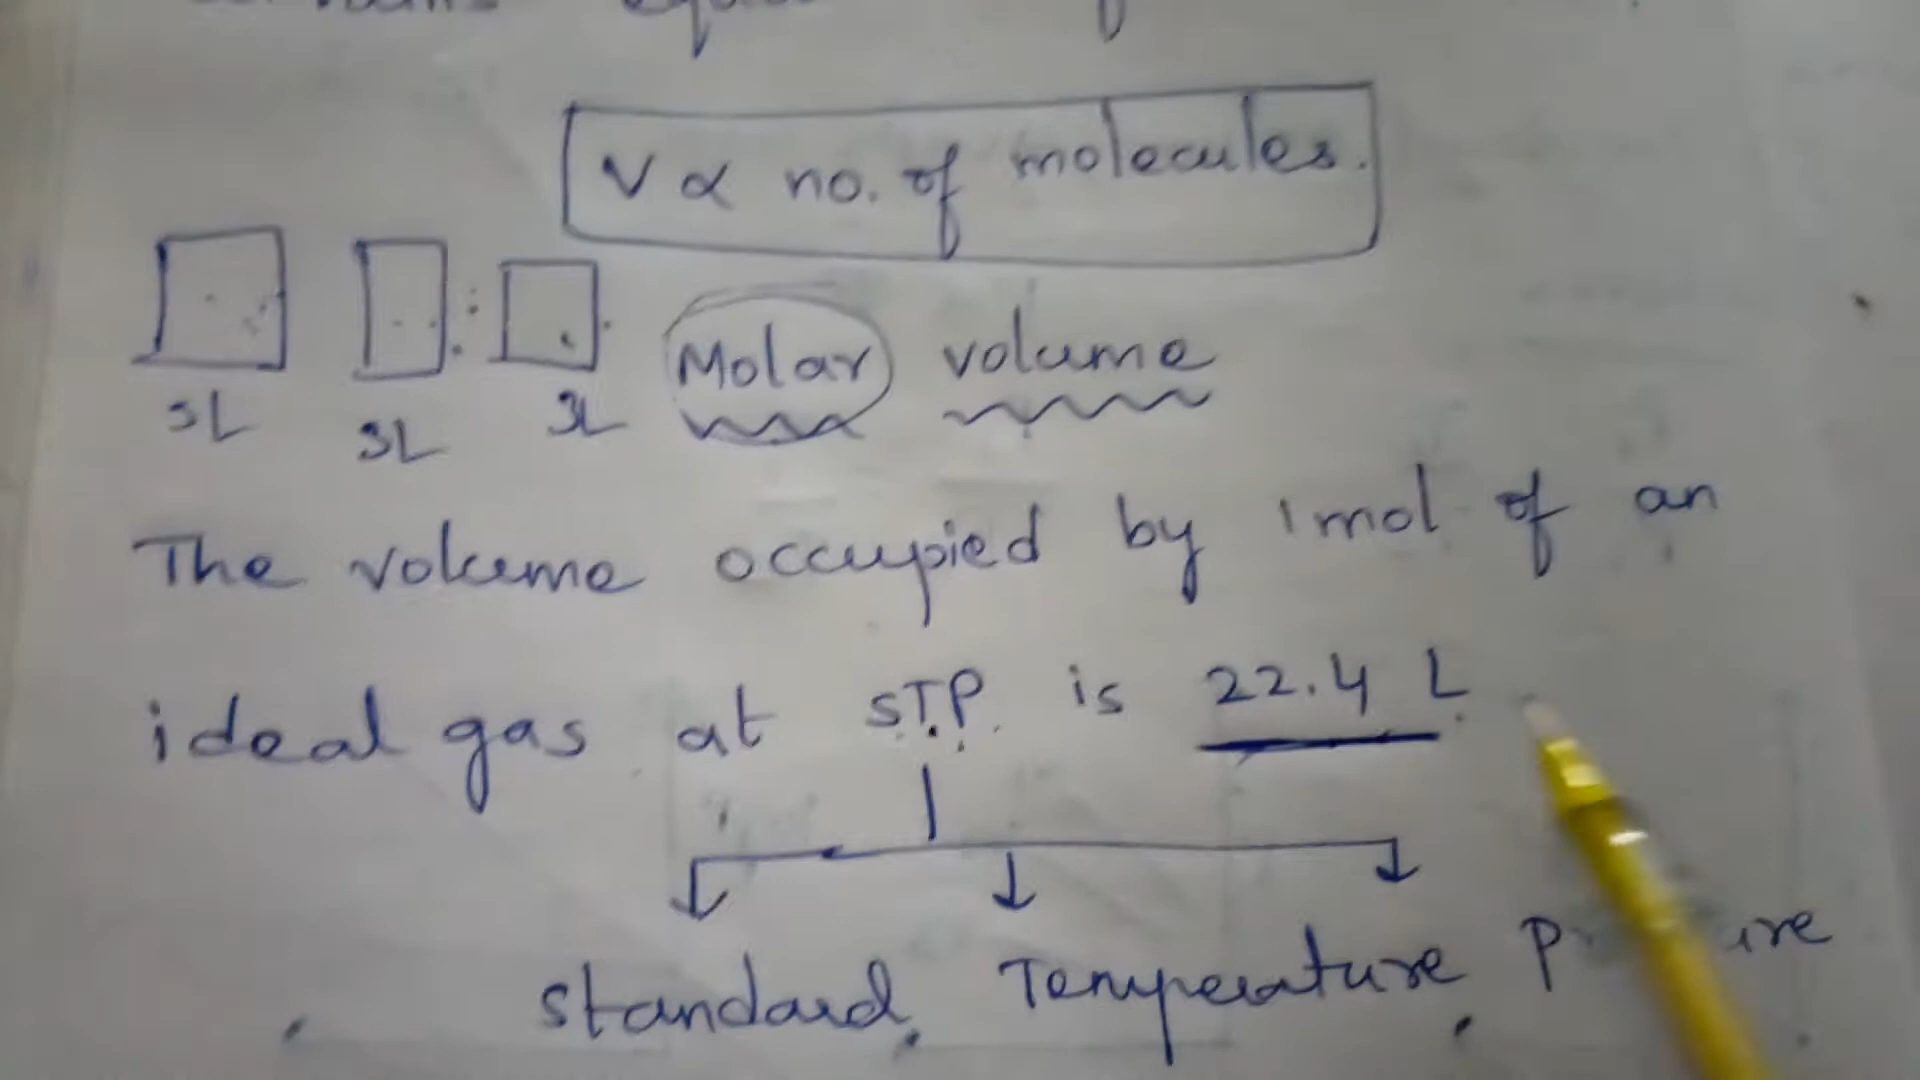 V ∝ no. of molecules.
3L 3L 3L
Molar volume
The volume occupied by 1mol of an
ideal gas at STP is 22.4 L
standard Temperature